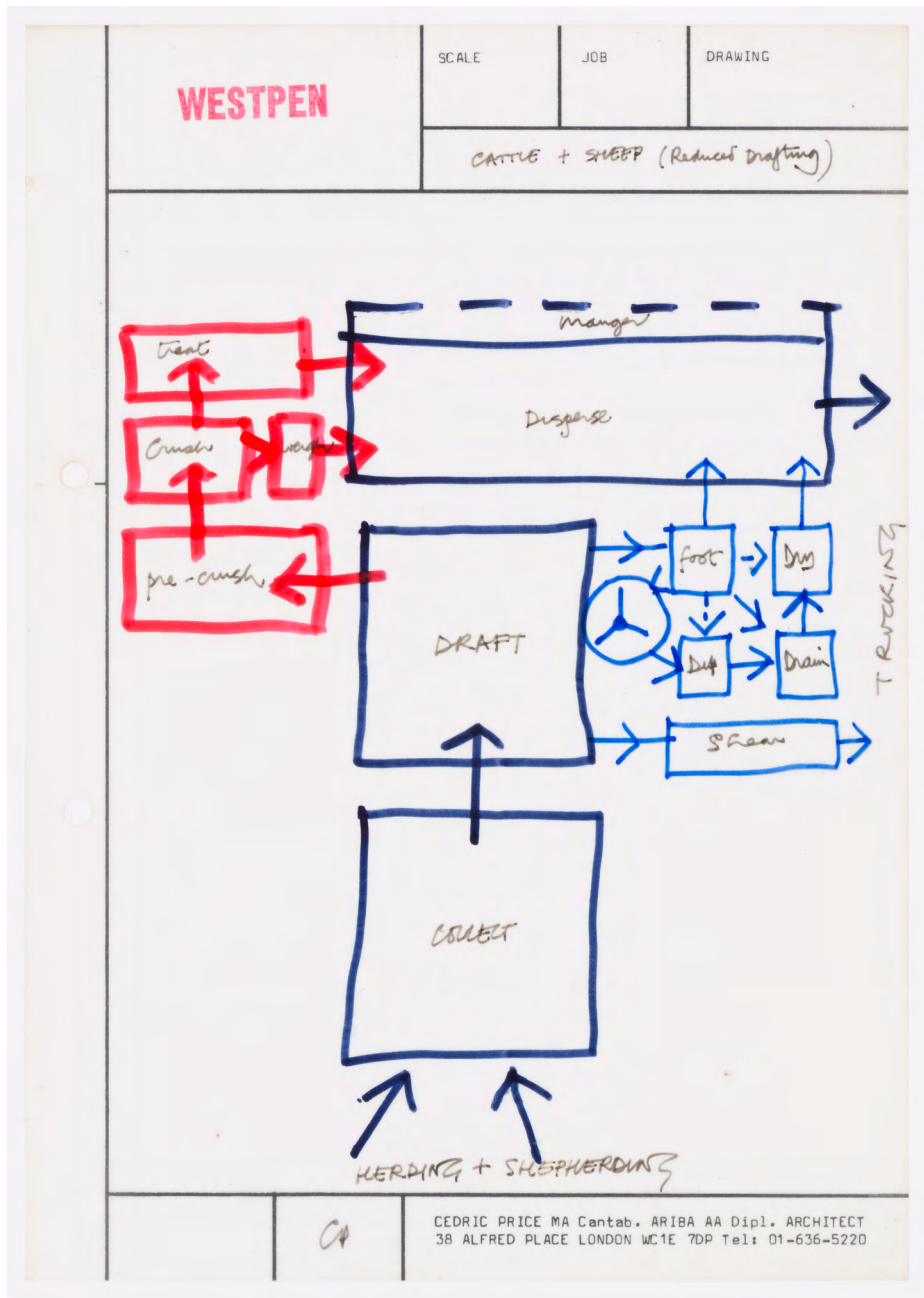 WESTPEN
SCALE
JOB
DRAWING
CATTLE + SHEEP (Reduced Drafting)
Manger
treat
Dispense
Crush
weigh
foot
Dry
pre-crush
DRAFT
Dip
Drain
TRUCKING
Shear
COLLECT
HERDING + SHEPHERDING
CP
CEDRIC PRICE MA Cantab. ARIBA AA Dipl. ARCHITECT
38 ALFRED PLACE LONDON WC1E 7DP Tel: 01-636-5220